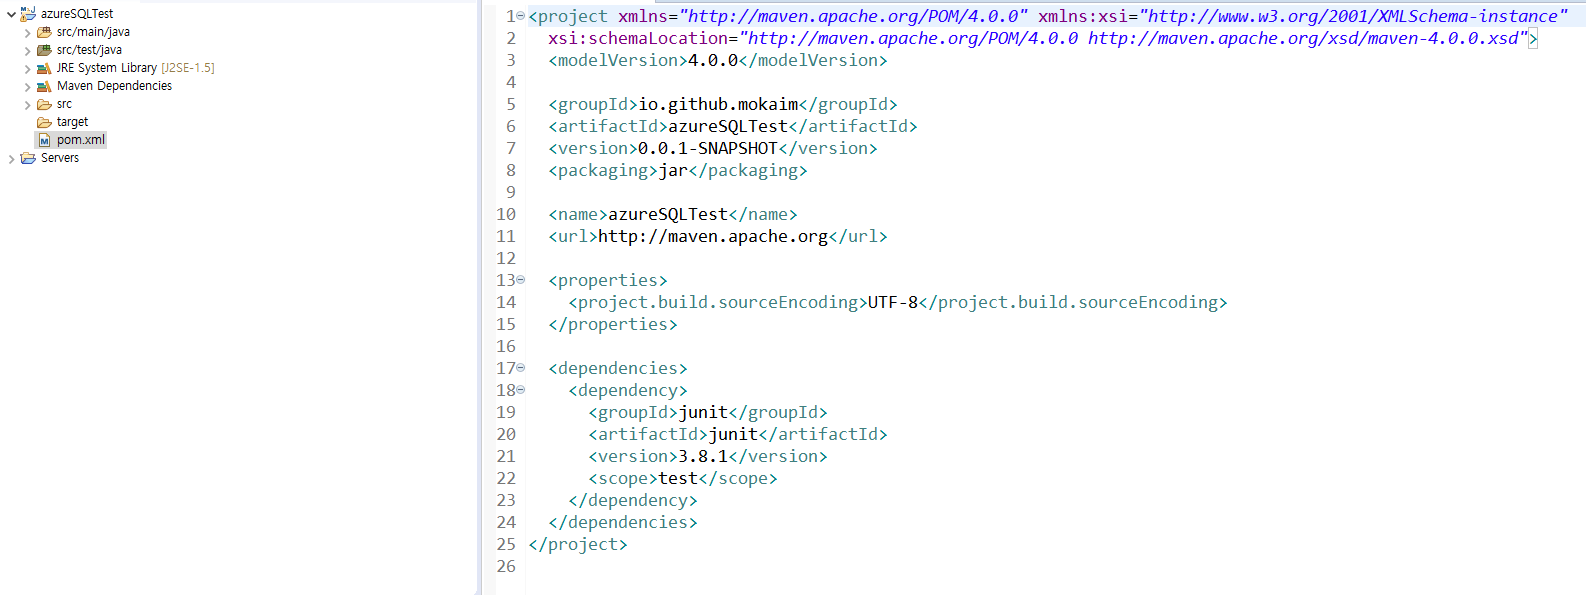 azureSQLTest
src/main/java
src/test/java
JRE System Library [J2SE-1.5]
Maven Dependencies
src
target
pom.xml
Servers
1 <project xmlns="http://maven.apache.org/POM/4.0.0" xmlns:xsi="http://www.w3.org/2001/XMLSchema-instance"
2 xsi:schemaLocation="http://maven.apache.org/POM/4.0.0 http://maven.apache.org/xsd/maven-4.0.0.xsd">
3 <modelVersion>4.0.0</modelVersion>
4
5 <groupId>io.github.mokaim</groupId>
6 <artifactId>azureSQLTest</artifactId>
7 <version>0.0.1-SNAPSHOT</version>
8 <packaging>jar</packaging>
9
10 <name>azureSQLTest</name>
11 <url>http://maven.apache.org</url>
12
13 <properties>
14 <project.build.sourceEncoding>UTF-8</project.build.sourceEncoding>
15 </properties>
16
17 <dependencies>
18 <dependency>
19 <groupId>junit</groupId>
20 <artifactId>junit</artifactId>
21 <version>3.8.1</version>
22 <scope>test</scope>
23 </dependency>
24 </dependencies>
25 </project>
26